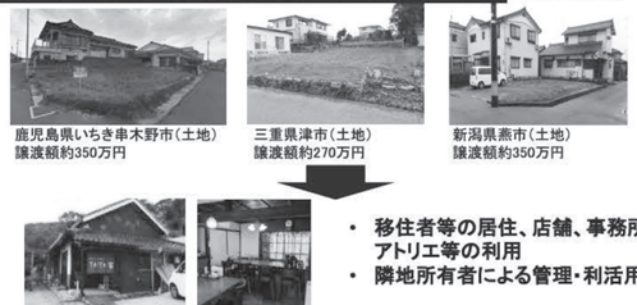 鹿児島県いちき串木野市(土地)
譲渡額約350万円
三重県津市(土地)
譲渡額約270万円
新潟県燕市(土地)
譲渡額約350万円
・ 移住者等の居住、店舗、事務所
アトリエ等の利用
・ 隣地所有者による管理・利活用